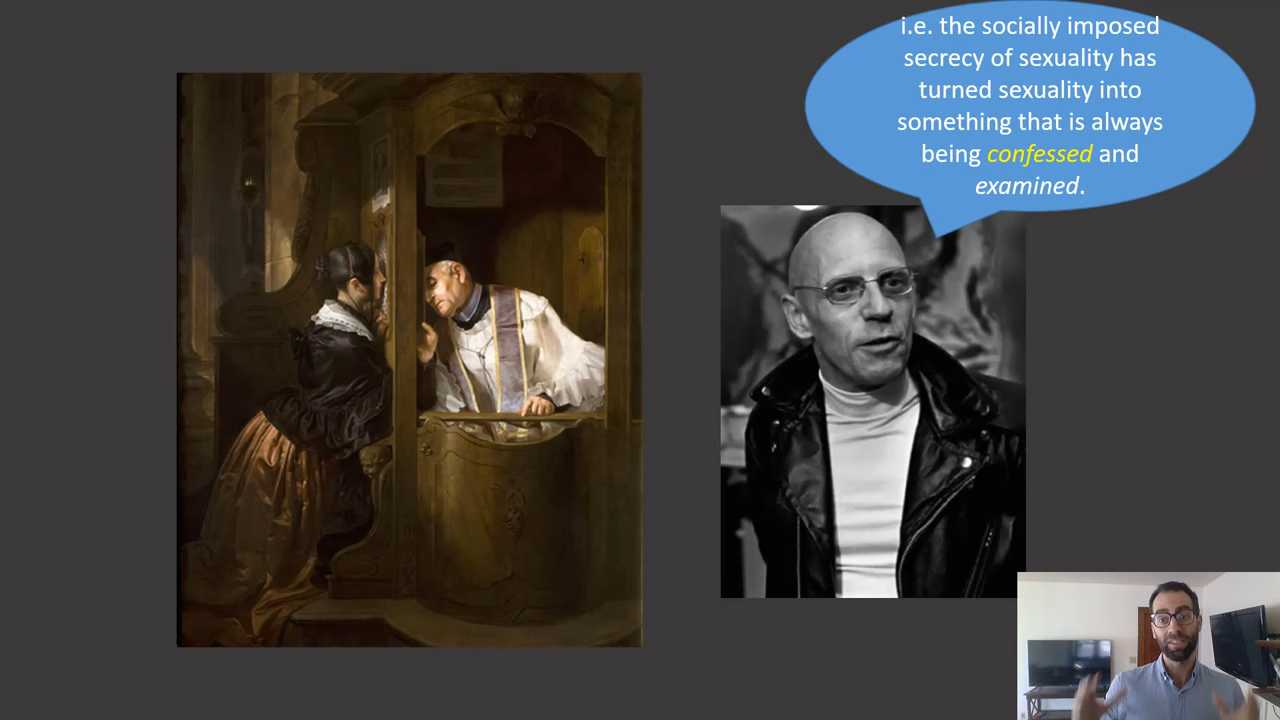 i.e. the socially imposed
secrecy of sexuality has
turned sexuality into
something that is always
being confessed and
examined.